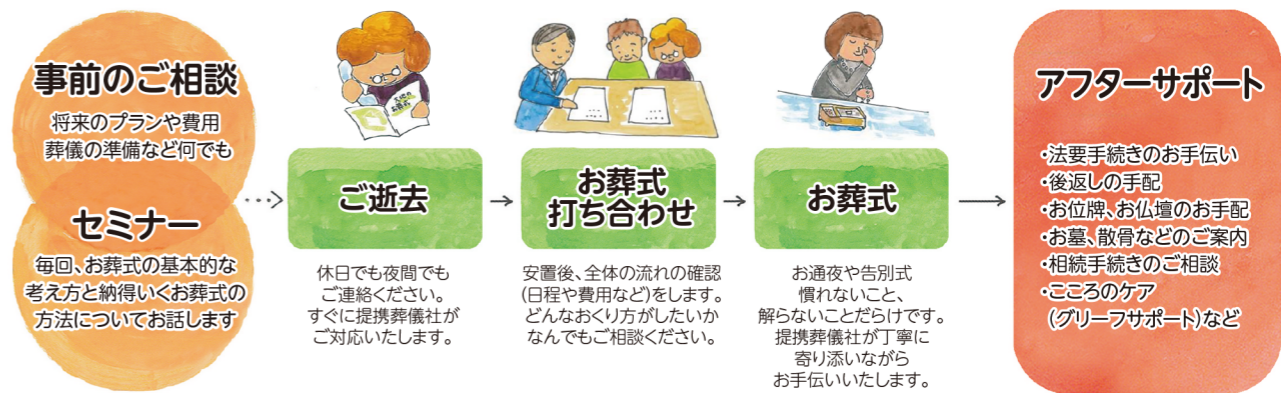 事前のご相談
将来のプランや費用
葬儀の準備など何でも
セミナー
毎回、お葬式の基本的な
考え方と納得いくお葬式の
方法についてお話します
ご逝去
休日でも夜間でも
ご連絡ください。
すぐに提携葬儀社が
ご対応いたします。
お葬式
打ち合わせ
安置後、全体の流れの確認
(日程や費用など)をします。
どんなおくり方がしたいか
なんでもご相談ください。
お葬式
お通夜や告別式
慣れないこと、
解らないことだらけです。
提携葬儀社が丁寧に
寄り添いながら
お手伝いいたします。
アフターサポート
・法要手続きのお手伝い
・後返しの手配
・お位牌、お仏壇のお手配
・お墓、散骨などのご案内
・相続手続きのご相談
・こころのケア
(グリーフサポート)など